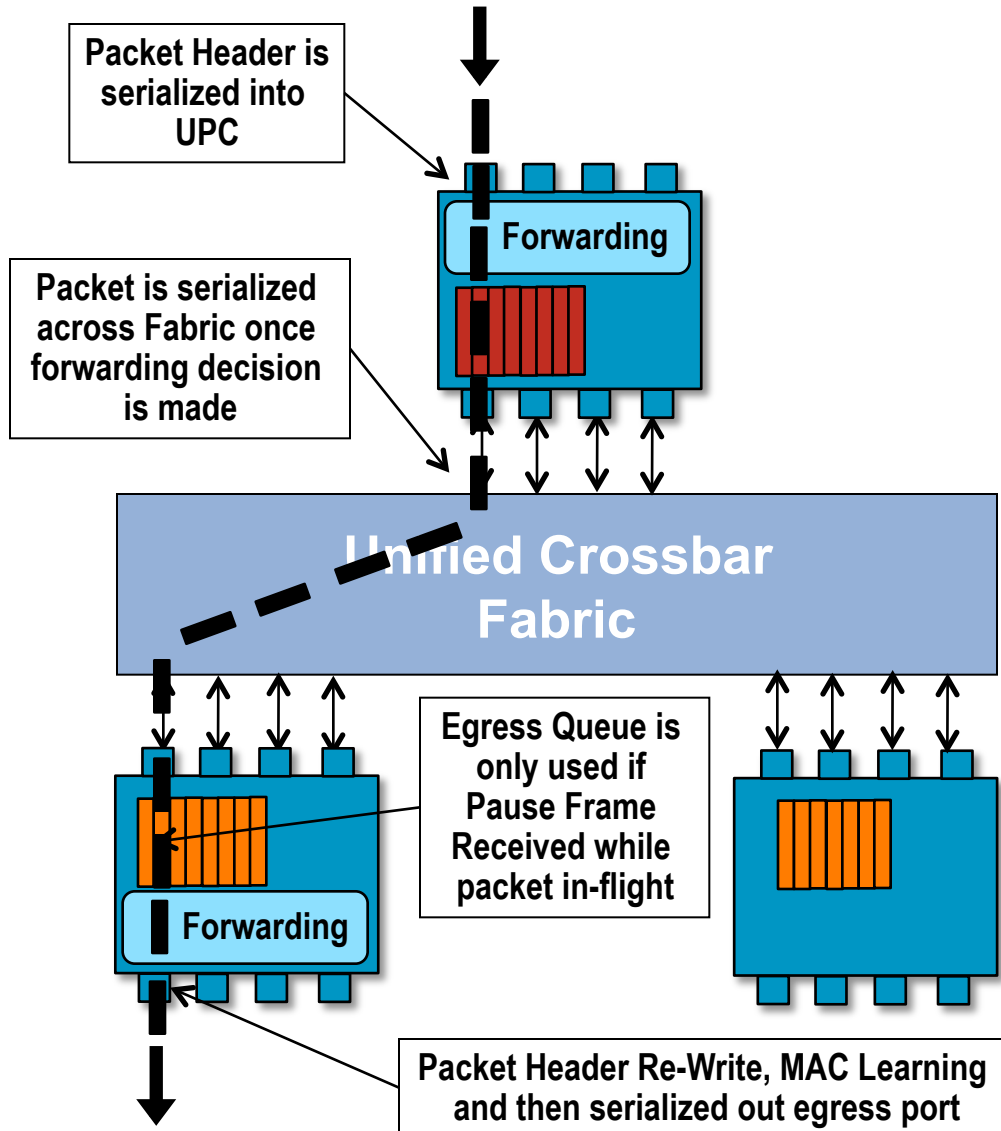 Packet Header is
serialized into
UPC
Forwarding
Packet is serialized
across Fabric once
forwarding decision
is made
Unified Crossbar
Fabric
Egress Queue is
only used if
Pause Frame
Received while
packet in-flight
Forwarding
Packet Header Re-Write, MAC Learning
and then serialized out egress port